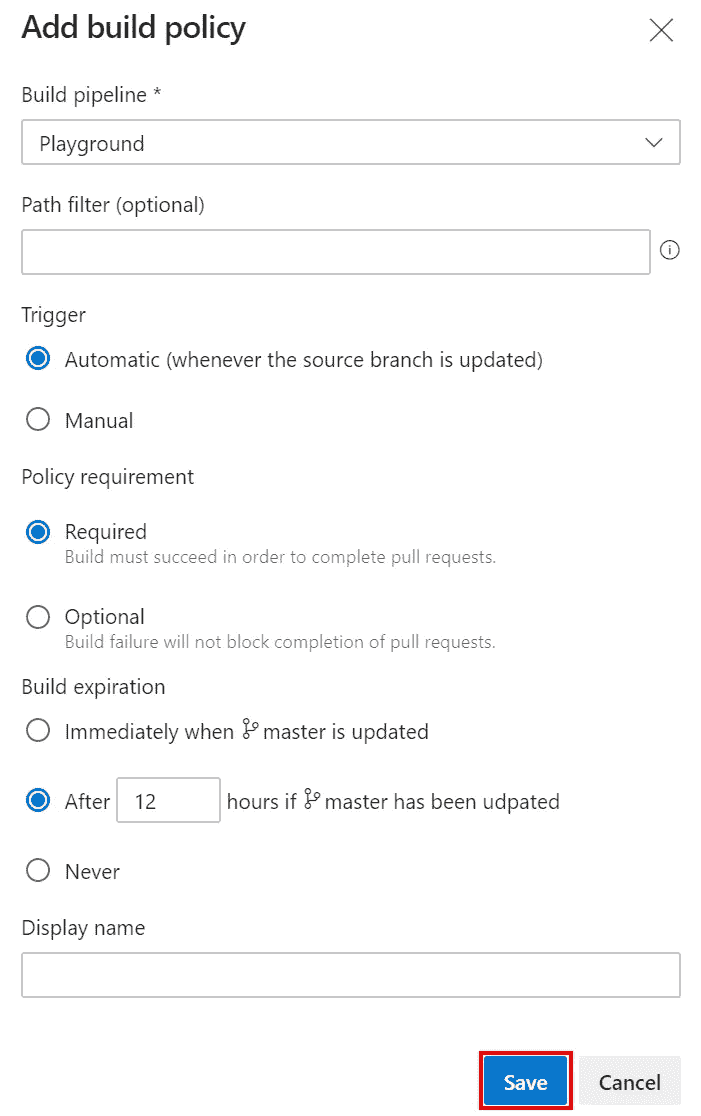 Add build policy
Build pipeline *
Playground
Path filter (optional)
Trigger
Automatic (whenever the source branch is updated)
Manual
Policy requirement
Required
Build must succeed in order to complete pull requests.
Optional
Build failure will not block completion of pull requests.
Build expiration
Immediately when master is updated
After 12 hours if master has been udpated
Never
Display name
Save Cancel